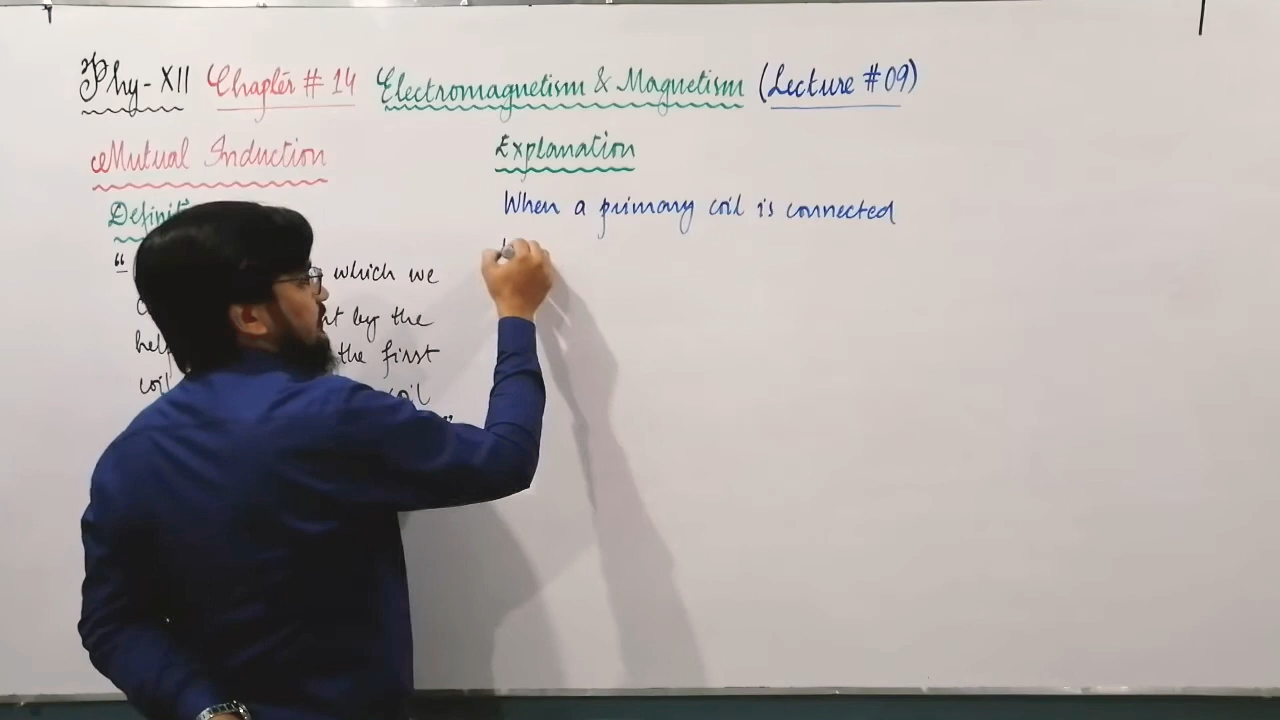 Phy-XII Chapter # 14 Electromagnetism & Magnetism (Lecture # 09)
Mutual Induction
“
which we
by the
the first
coil
coil
”
Explanation
When a primary coil is connected